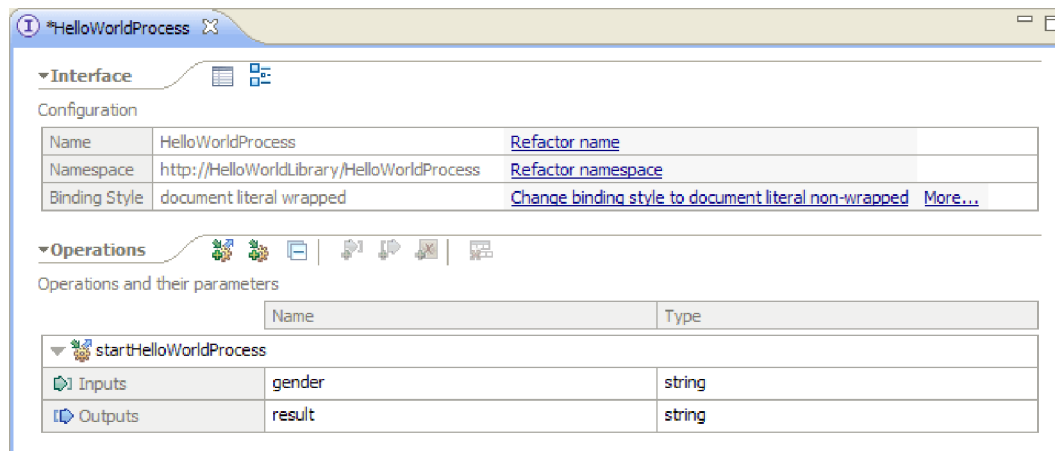 *HelloWorldProcess
Interface
Configuration
Name HelloWorldProcess Refactor name
Namespace http://HelloWorldLibrary/HelloWorldProcess Refactor namespace
Binding Style document literal wrapped Change binding style to document literal non-wrapped More...
Operations
Operations and their parameters
Name Type
startHelloWorldProcess
Inputs gender string
Outputs result string